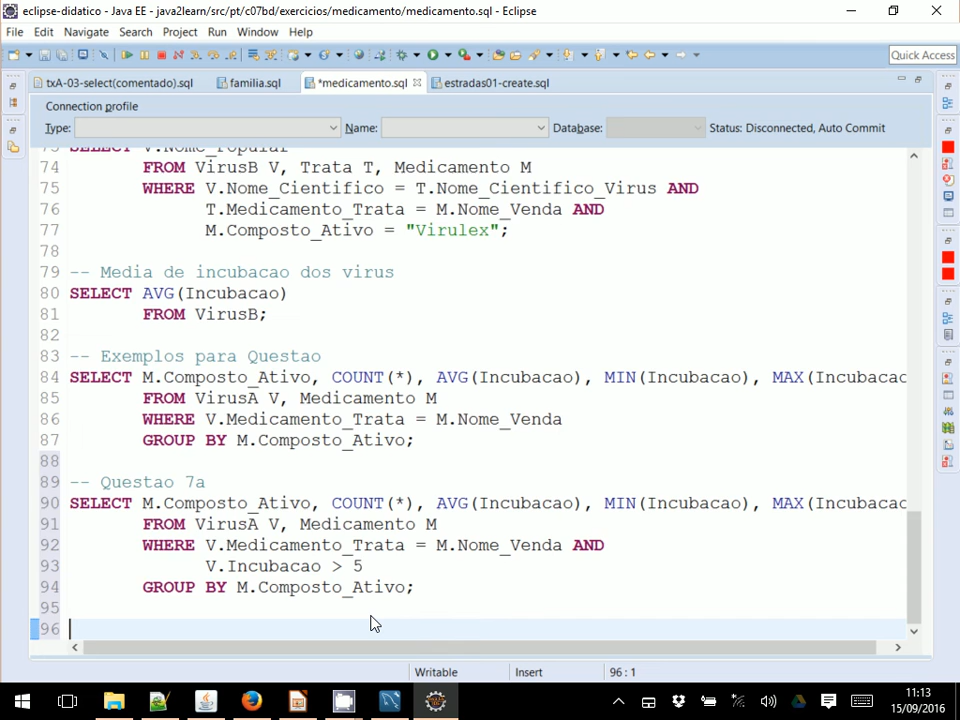 eclipse-didatico - Java EE - java2learn/src/pt/c07bd/exercicios/medicamento/medicamento.sql - Eclipse
File Edit Navigate Search Project Run Window Help
Quick Access
txA-03-select(comentado).sql familia.sql *medicamento.sql estradas01-create.sql
Connection profile
Type: Name: Database: Status: Disconnected, Auto Commit
73 SELECT V.Nome_Popular
74 FROM VirusB V, Trata T, Medicamento M
75 WHERE V.Nome_Cientifico = T.Nome_Cientifico_Virus AND
76 T.Medicamento_Trata = M.Nome_Venda AND
77 M.Composto_Ativo = "Virulex";
78
79 -- Media de incubacao dos virus
80 SELECT AVG(Incubacao)
81 FROM VirusB;
82
83 -- Exemplos para Questao
84 SELECT M.Composto_Ativo, COUNT(*), AVG(Incubacao), MIN(Incubacao), MAX(Incubacac
85 FROM VirusA V, Medicamento M
86 WHERE V.Medicamento_Trata = M.Nome_Venda
87 GROUP BY M.Composto_Ativo;
88
89 -- Questao 7a
90 SELECT M.Composto_Ativo, COUNT(*), AVG(Incubacao), MIN(Incubacao), MAX(Incubacac
91 FROM VirusA V, Medicamento M
92 WHERE V.Medicamento_Trata = M.Nome_Venda AND
93 V.Incubacao > 5
94 GROUP BY M.Composto_Ativo;
95
96
Writable Insert 96 : 1
11:13
15/09/2016